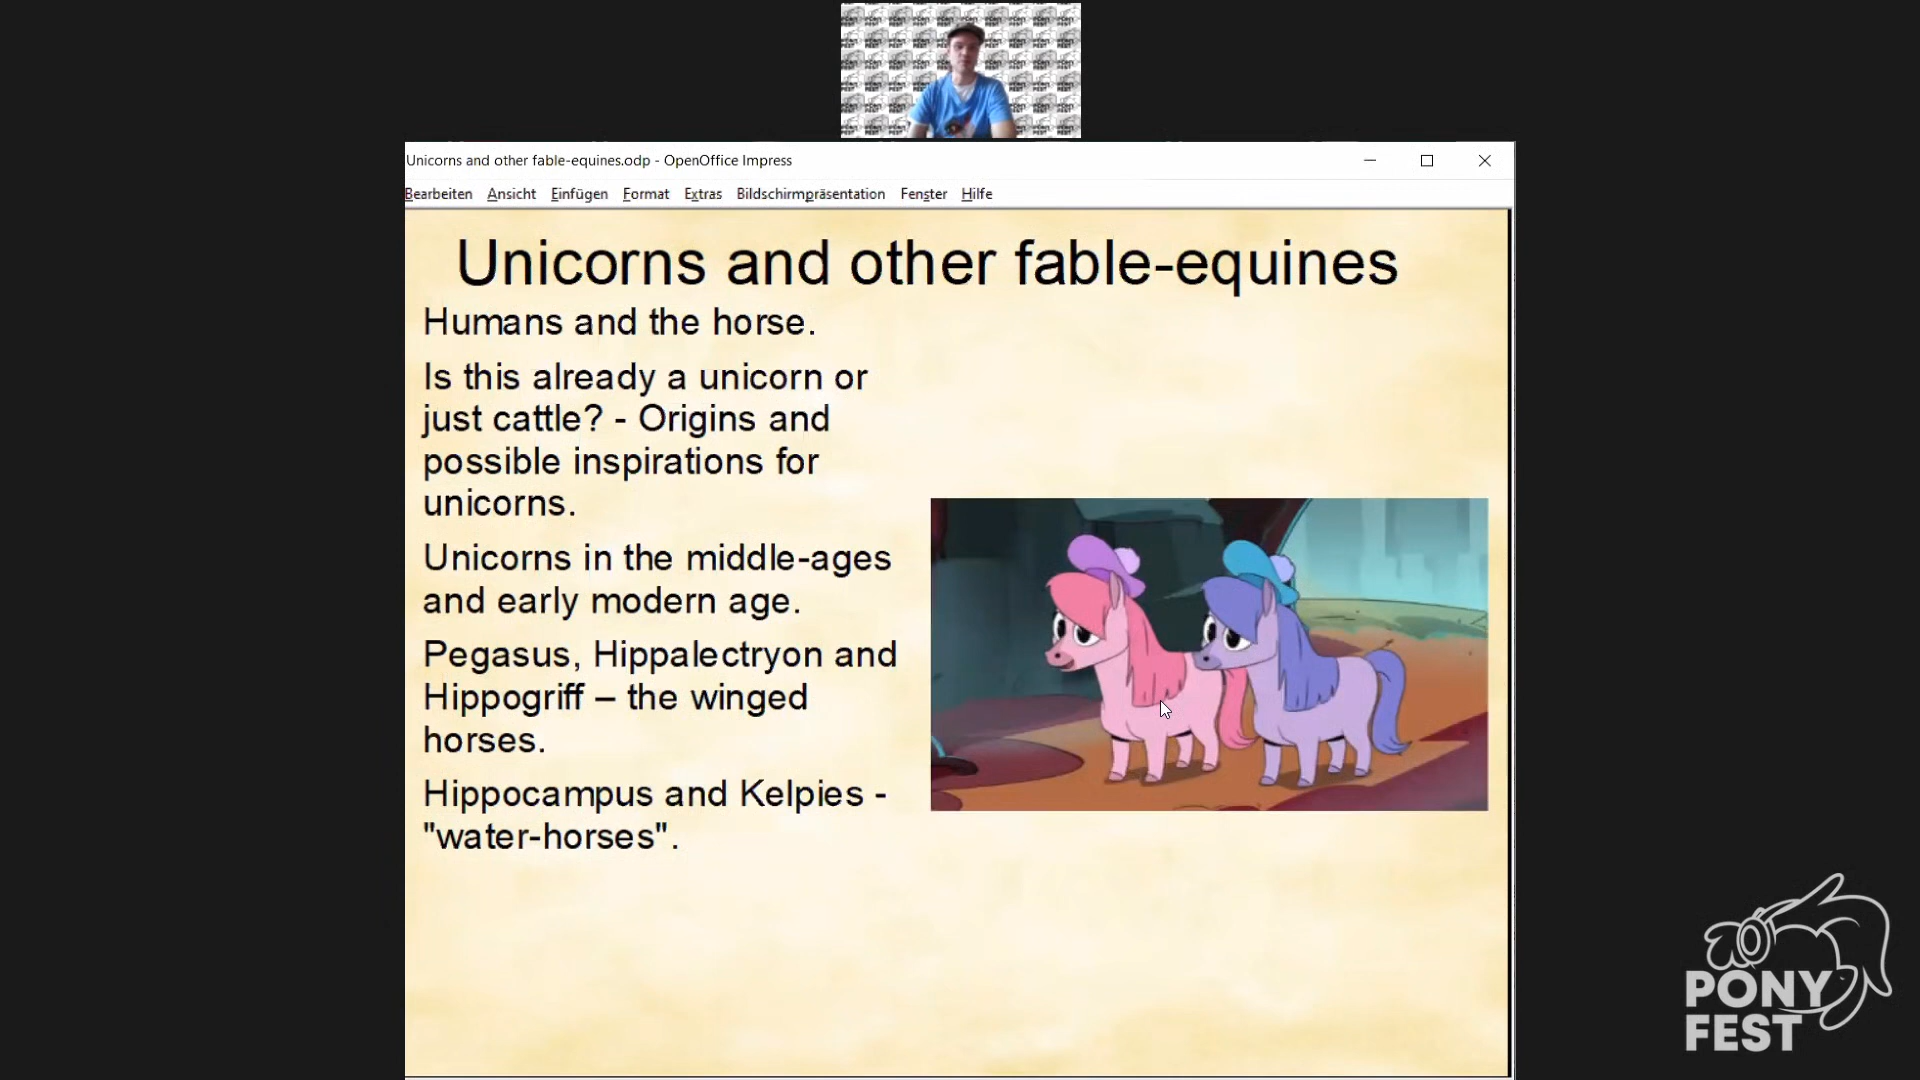 Unicorns and other fable-equines.odp - OpenOffice Impress
Bearbeiten Ansicht Einfügen Format Extras Bildschirmpräsentation Fenster Hilfe
Unicorns and other fable-equines
Humans and the horse.
Is this already a unicorn or
just cattle? - Origins and
possible inspirations for
unicorns.
Unicorns in the middle-ages
and early modern age.
Pegasus, Hippalectryon and
Hippogriff – the winged
horses.
Hippocampus and Kelpies -
"water-horses".
PONY
FEST